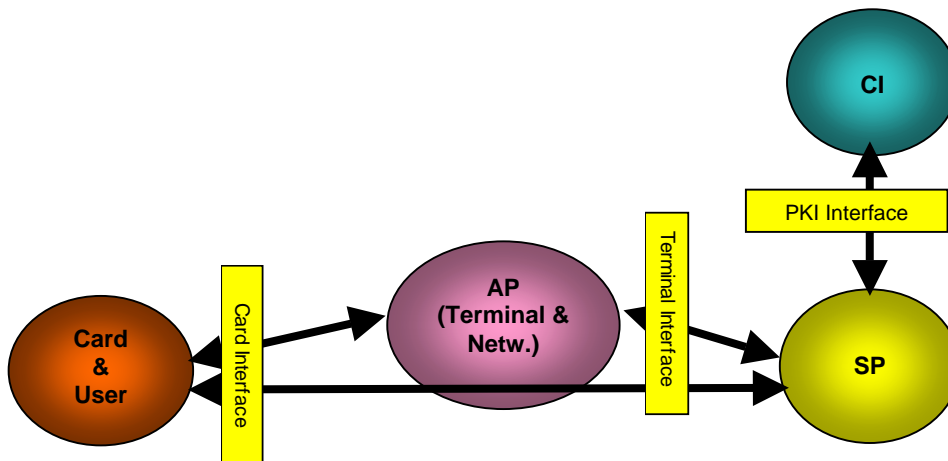 CI
PKI Interface
Terminal Interface
AP
(Terminal &
Netw.)
Card Interface
Card
&
User
SP